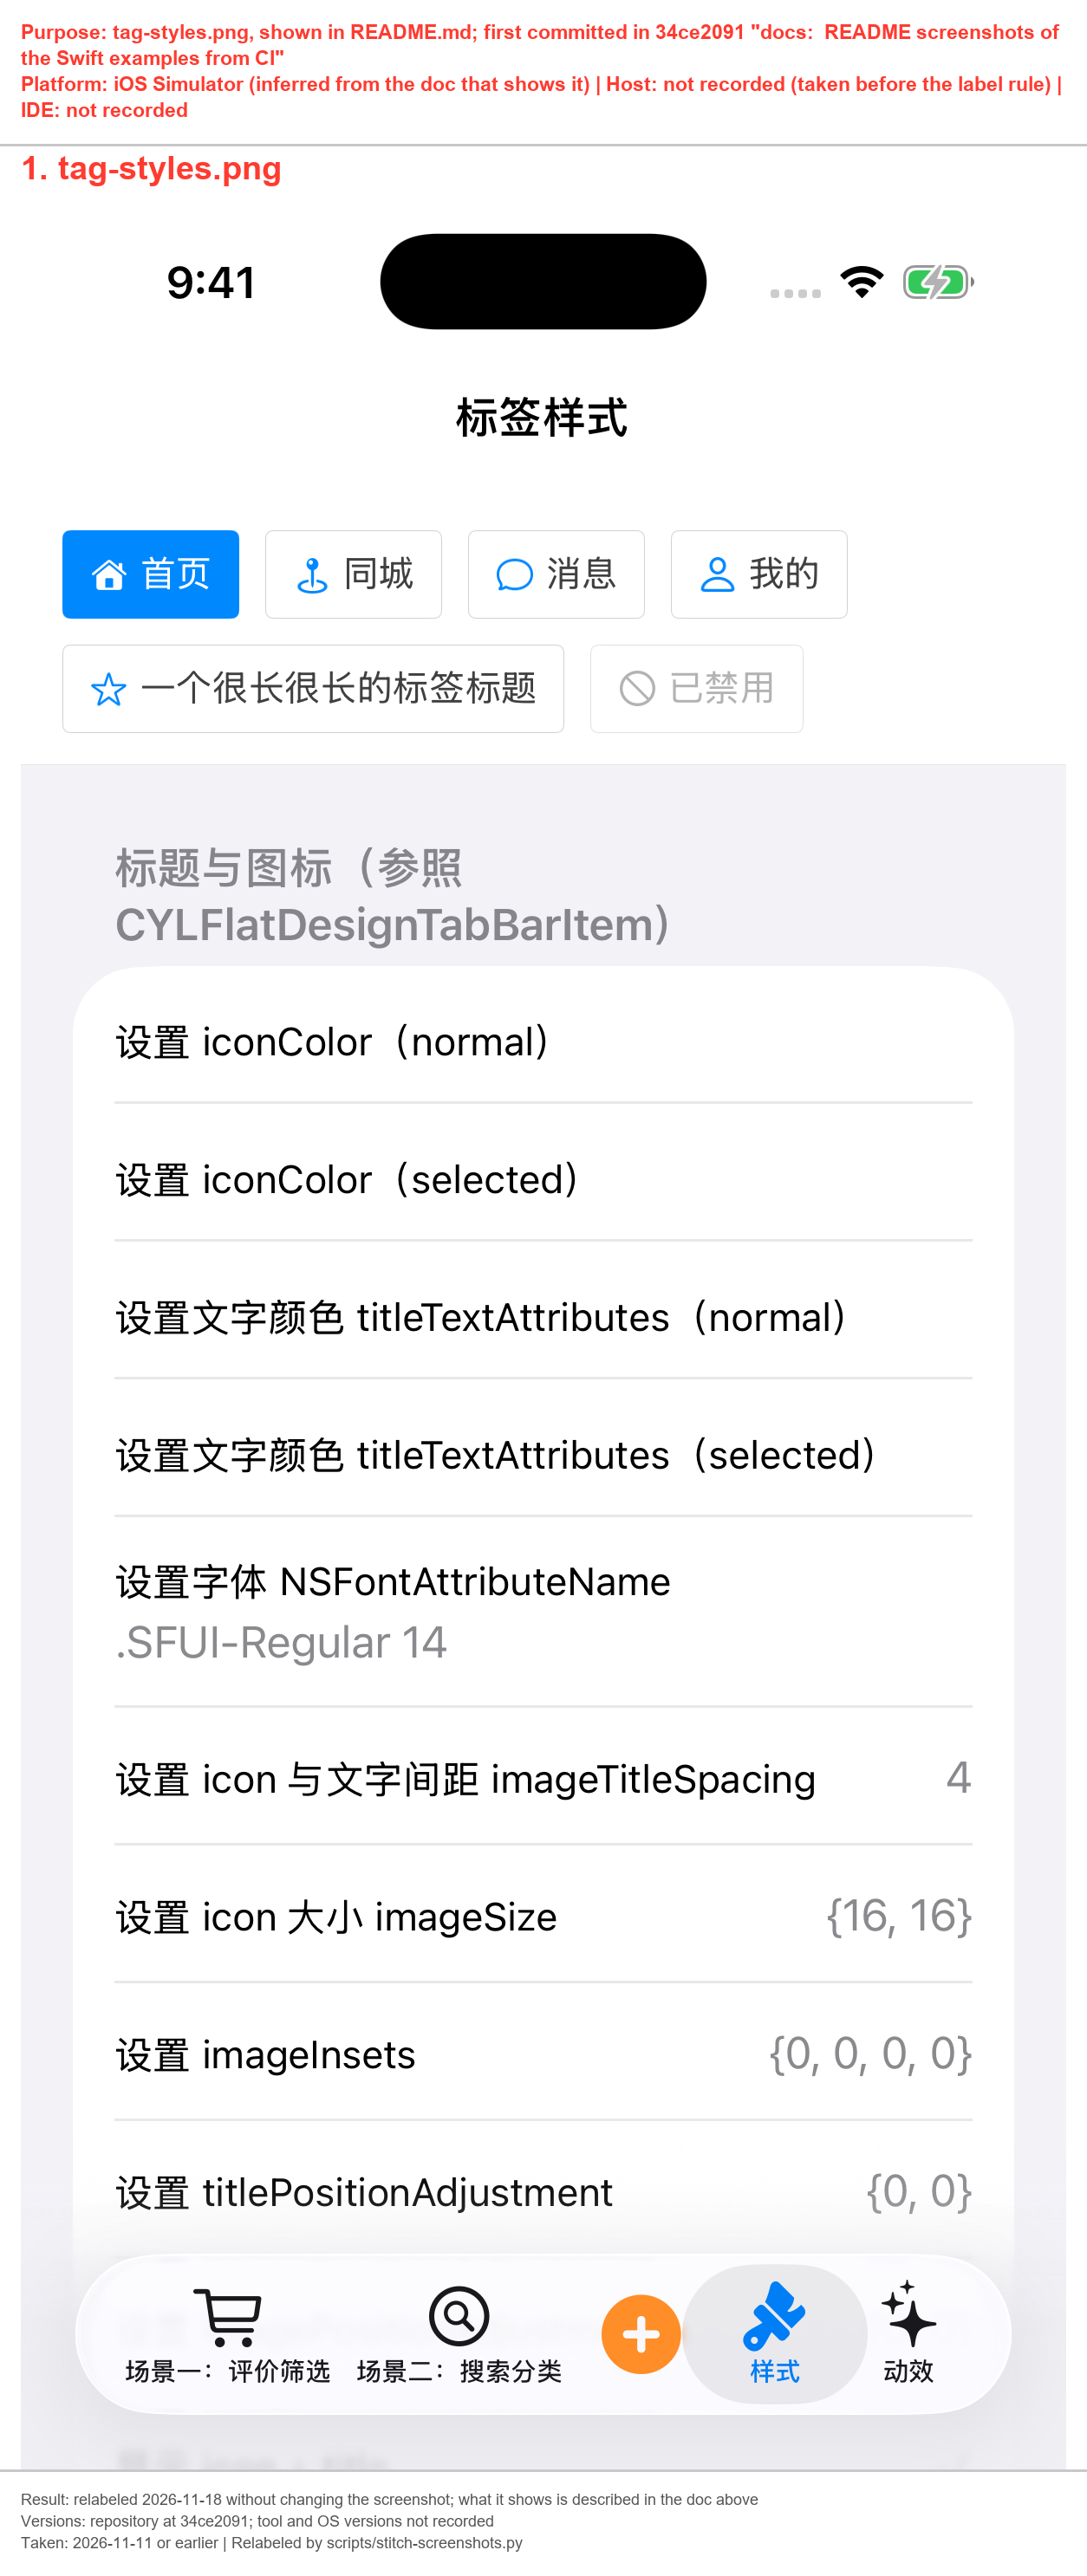 Purpose: tag-styles.png, shown in README.md; first committed in 34ce2091 "docs:  README screenshots of
the Swift examples from CI"
Platform: iOS Simulator (inferred from the doc that shows it) | Host: not recorded (taken before the label rule) |
IDE: not recorded
1. tag-styles.png
9:41
标签样式
首页
同城
消息
我的
一个很长很长的标签标题
已禁用
标题与图标（参照
CYLFlatDesignTabBarItem）
设置 iconColor（normal）
设置 iconColor（selected）
设置文字颜色 titleTextAttributes（normal）
设置文字颜色 titleTextAttributes（selected）
设置字体 NSFontAttributeName
.SFUI-Regular 14
设置 icon 与文字间距 imageTitleSpacing 4
设置 icon 大小 imageSize {16, 16}
设置 imageInsets {0, 0, 0, 0}
设置 titlePositionAdjustment {0, 0}
场景一：评价筛选
场景二：搜索分类
样式
动效
Result: relabeled 2026-11-18 without changing the screenshot; what it shows is described in the doc above
Versions: repository at 34ce2091; tool and OS versions not recorded
Taken: 2026-11-11 or earlier | Relabeled by scripts/stitch-screenshots.py